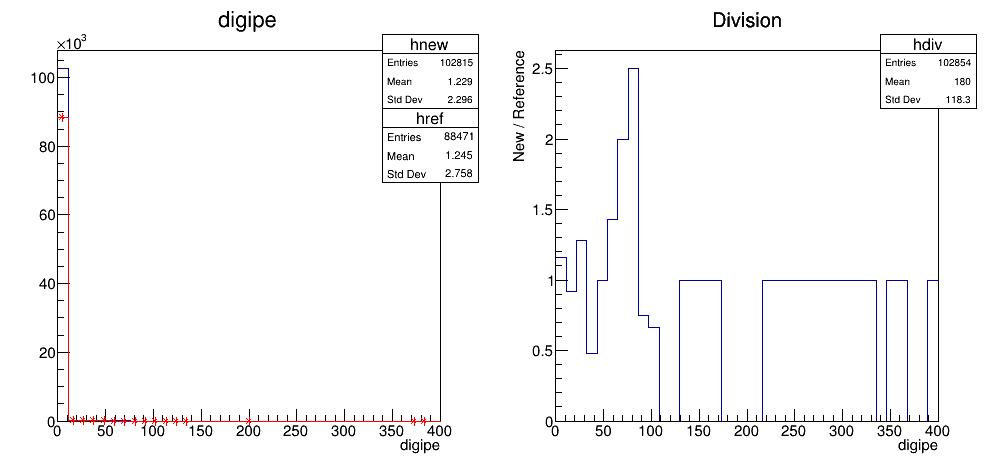 digipe
×10³
hnew
Entries 102815
Mean 1.229
Std Dev 2.296
href
Entries 88471
Mean 1.245
Std Dev 2.758
100
80
60
40
20
0
0 50 100 150 200 250 300 350 400
digipe
Division
hdiv
Entries 102854
Mean 180
Std Dev 118.3
New / Reference
2.5
2
1.5
1
0.5
0
0 50 100 150 200 250 300 350 400
digipe